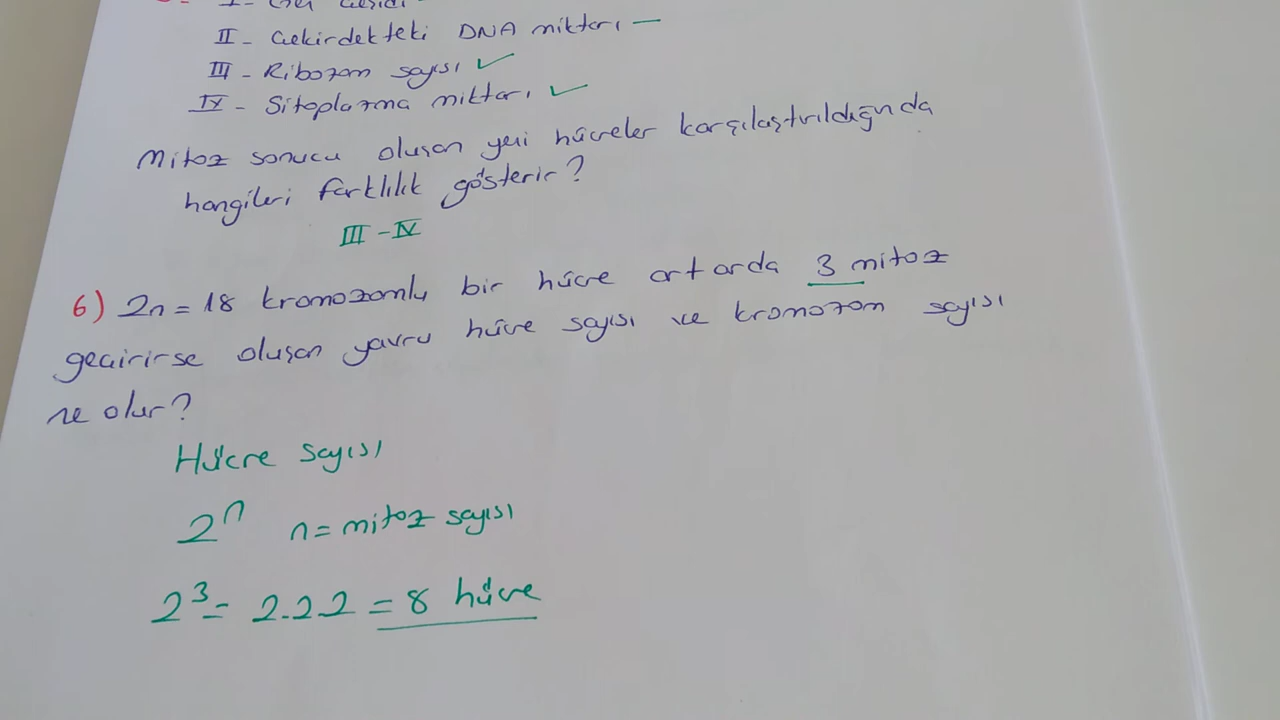 II - Çekirdekteki DNA miktarı —
III - Ribozom sayısı ✓
IV - Sitoplazma miktarı ✓
Mitoz sonucu oluşan yeni hücreler karşılaştırıldığında
hangileri farklılık gösterir?
III - IV
6) 2n = 18 kromozomlu bir hücre art arda 3 mitoz
geçirirse oluşan yavru hücre sayısı ve kromozom sayısı
ne olur?
Hücre sayısı
2ⁿ n = mitoz sayısı
2³ = 2.2.2 = 8 hücre